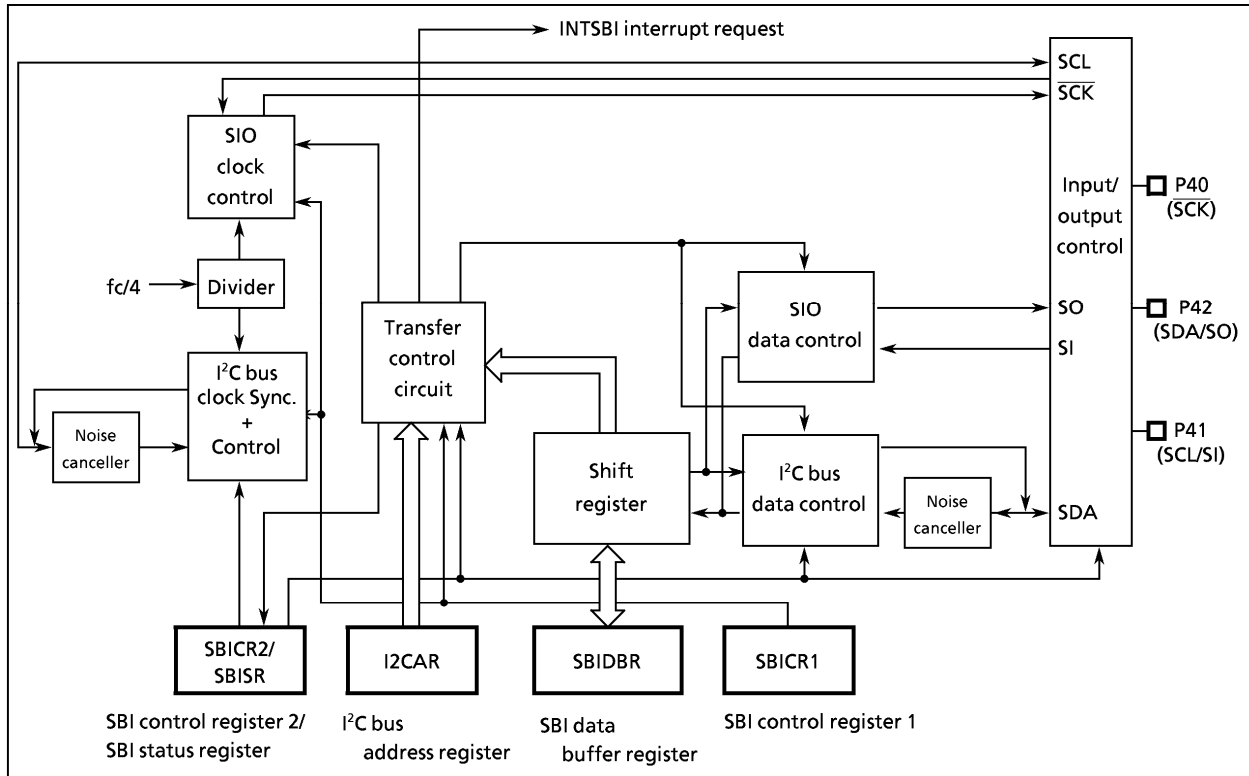 INTSBI interrupt request
SCL
S̅C̅K̅
SIO
clock
control
Input/
output
control
P40
(S̅C̅K̅)
fc/4
Divider
Transfer
control
circuit
SIO
data control
SO
SI
P42
(SDA/SO)
I²C bus
clock Sync.
+
Control
Noise
canceller
Shift
register
I²C bus
data control
Noise
canceller
SDA
P41
(SCL/SI)
SBICR2/
SBISR
I2CAR
SBIDBR
SBICR1
SBI control register 2/
SBI status register
I²C bus
address register
SBI data
buffer register
SBI control register 1